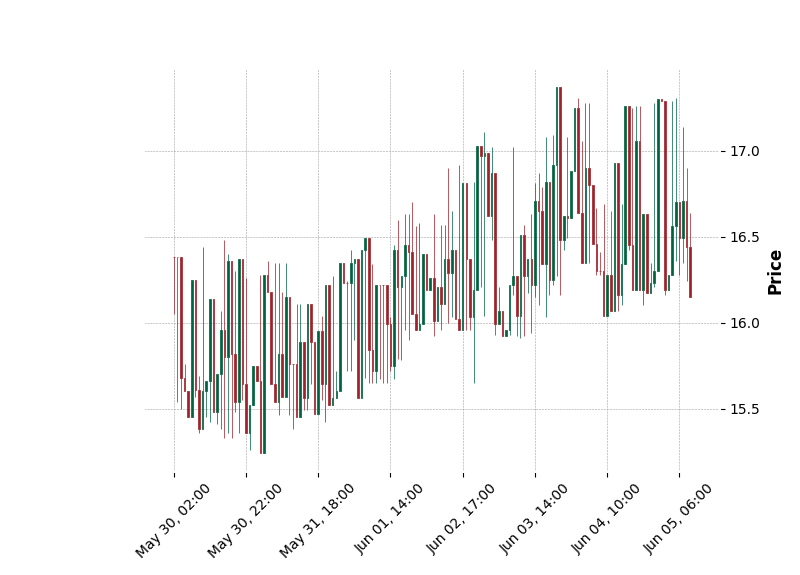 17.0
16.5
16.0
15.5
Price
May 30, 02:00
May 30, 22:00
May 31, 18:00
Jun 01, 14:00
Jun 02, 17:00
Jun 03, 14:00
Jun 04, 10:00
Jun 05, 06:00